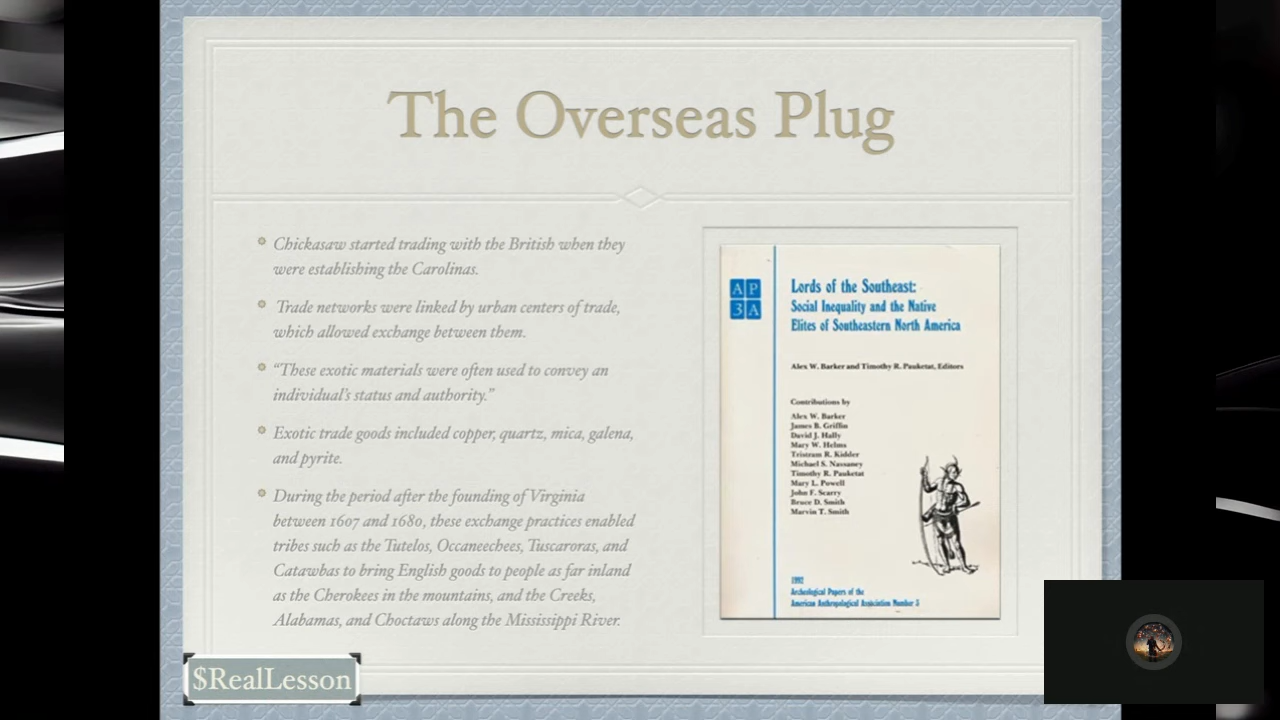 The Overseas Plug
Chickasaw started trading with the British when they
were establishing the Carolinas.
Trade networks were linked by urban centers of trade,
which allowed exchange between them.
“These exotic materials were often used to convey an
individual’s status and authority.”
Exotic trade goods included copper, quartz, mica, galena,
and pyrite.
During the period after the founding of Virginia
between 1607 and 1680, these exchange practices enabled
tribes such as the Tutelos, Occaneechees, Tuscaroras, and
Catawbas to bring English goods to people as far inland
as the Cherokees in the mountains, and the Creeks,
Alabamas, and Choctaws along the Mississippi River.
AP
3A
Lords of the Southeast:
Social Inequality and the Native
Elites of Southeastern North America
Alex W. Barker and Timothy R. Pauketat, Editors
Contributions by
Alex W. Barker
James B. Griffin
David J. Hally
Mary W. Helms
Tristram R. Kidder
Michael S. Nassaney
Timothy R. Pauketat
Mary L. Powell
John F. Scarry
Bruce D. Smith
Marvin T. Smith
1992
Archeological Papers of the
American Anthropological Association Number 3
$RealLesson